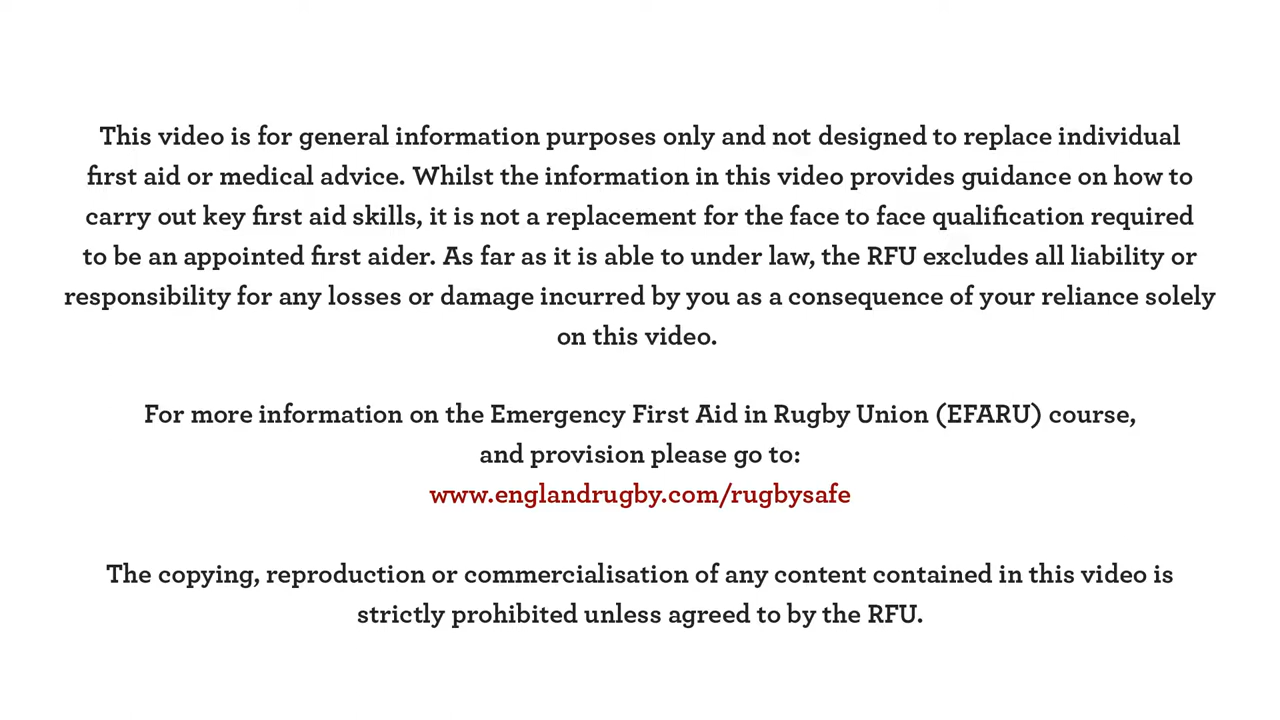 This video is for general information purposes only and not designed to replace individual
first aid or medical advice. Whilst the information in this video provides guidance on how to
carry out key first aid skills, it is not a replacement for the face to face qualification required
to be an appointed first aider. As far as it is able to under law, the RFU excludes all liability or
responsibility for any losses or damage incurred by you as a consequence of your reliance solely
on this video.
For more information on the Emergency First Aid in Rugby Union (EFARU) course,
and provision please go to:
www.englandrugby.com/rugbysafe
The copying, reproduction or commercialisation of any content contained in this video is
strictly prohibited unless agreed to by the RFU.